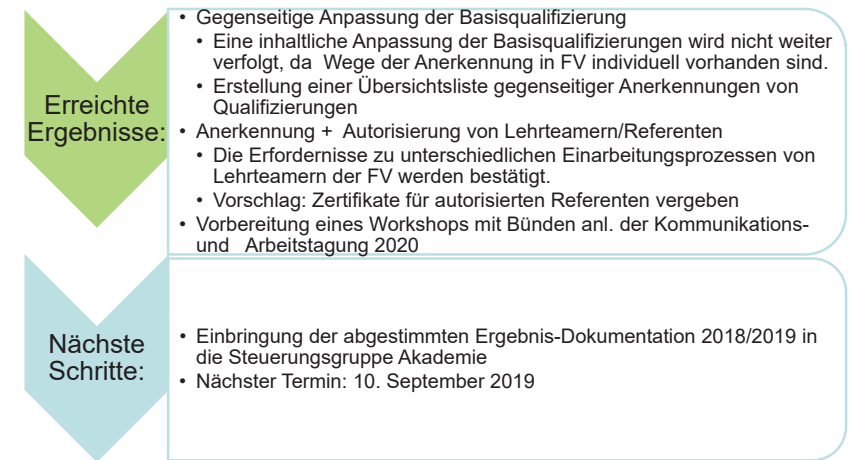 Erreichte
Ergebnisse:
• Gegenseitige Anpassung der Basisqualifizierung
• Eine inhaltliche Anpassung der Basisqualifizierungen wird nicht weiter
verfolgt, da Wege der Anerkennung in FV individuell vorhanden sind.
• Erstellung einer Übersichtsliste gegenseitiger Anerkennungen von
Qualifizierungen
• Anerkennung + Autorisierung von Lehrteamern/Referenten
• Die Erfordernisse zu unterschiedlichen Einarbeitungsprozessen von
Lehrteamern der FV werden bestätigt.
• Vorschlag: Zertifikate für autorisierten Referenten vergeben
• Vorbereitung eines Workshops mit Bünden anl. der Kommunikations-
und Arbeitstagung 2020
Nächste
Schritte:
• Einbringung der abgestimmten Ergebnis-Dokumentation 2018/2019 in
die Steuerungsgruppe Akademie
• Nächster Termin: 10. September 2019